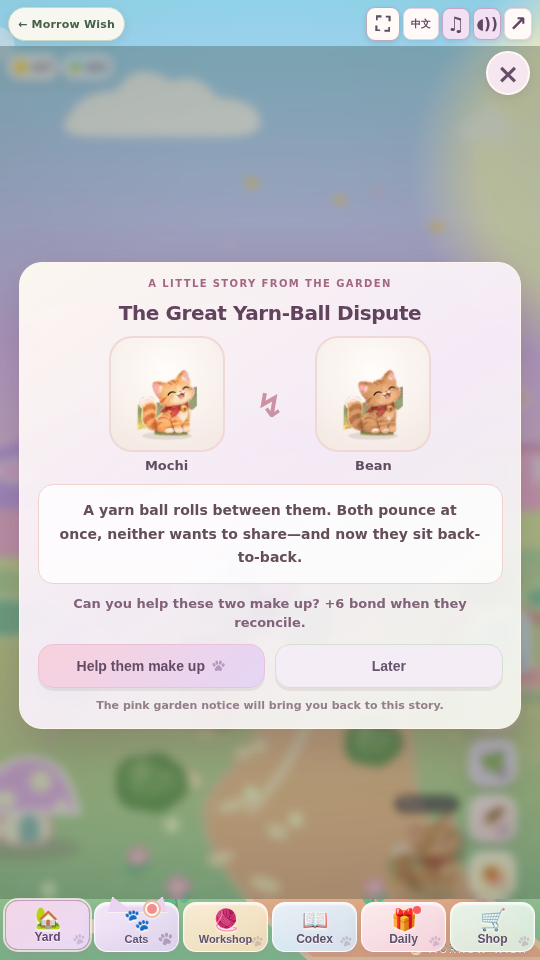 ← Morrow Wish
中文
A LITTLE STORY FROM THE GARDEN
The Great Yarn-Ball Dispute
Mochi
Bean
A yarn ball rolls between them. Both pounce at
once, neither wants to share—and now they sit back-
to-back.
Can you help these two make up? +6 bond when they
reconcile.
Help them make up
Later
The pink garden notice will bring you back to this story.
Yard
Cats
Workshop
Codex
Daily
Shop